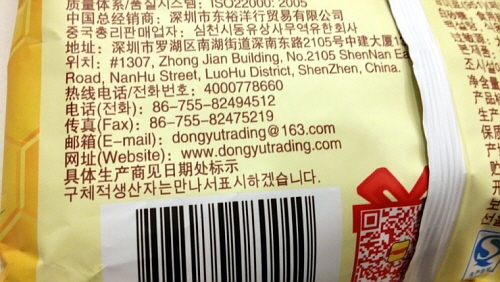 质量体系/품질시스템: ISO22000: 2005
中国总经销商: 深圳市东裕洋行贸易有限公司
중국총리판매업자: 심천시동유상사무역유한회사
地址: 深圳市罗湖区南湖街道深南东路2105号中建大厦
위치: #1307, Zhong Jian Building, No.2105 ShenNan Ea
Road, NanHu Street, LuoHu District, ShenZhen, China.
热线电话/전화번호: 4000778660
电话(전화): 86-755-82494512
传真(Fax): 86-755-82475219
邮箱(E-mail): dongyutrading@163.com
网址(Website): www.dongyutrading.com
具体生产商见日期处标示
구체적생산자는만나서표시하겠습니다.